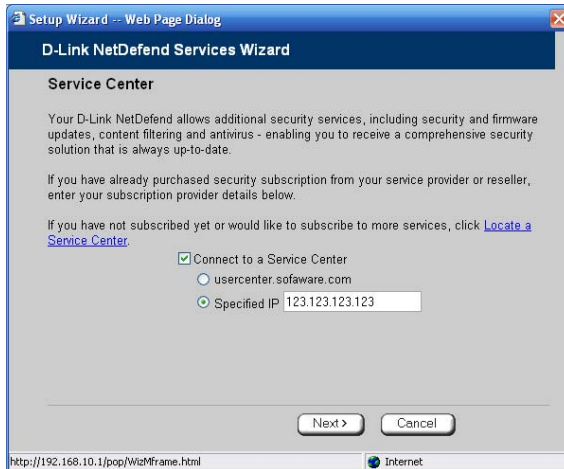 Setup Wizard -- Web Page Dialog
D-Link NetDefend Services Wizard
Service Center
Your D-Link NetDefend allows additional security services, including security and firmware
updates, content filtering and antivirus - enabling you to receive a comprehensive security
solution that is always up-to-date.
If you have already purchased security subscription from your service provider or reseller,
enter your subscription provider details below.
If you have not subscribed yet or would like to subscribe to more services, click Locate a
Service Center.
Connect to a Service Center
usercenter.sofaware.com
Specified IP 123.123.123.123
Next > Cancel
http://192.168.10.1/pop/WizMframe.html Internet